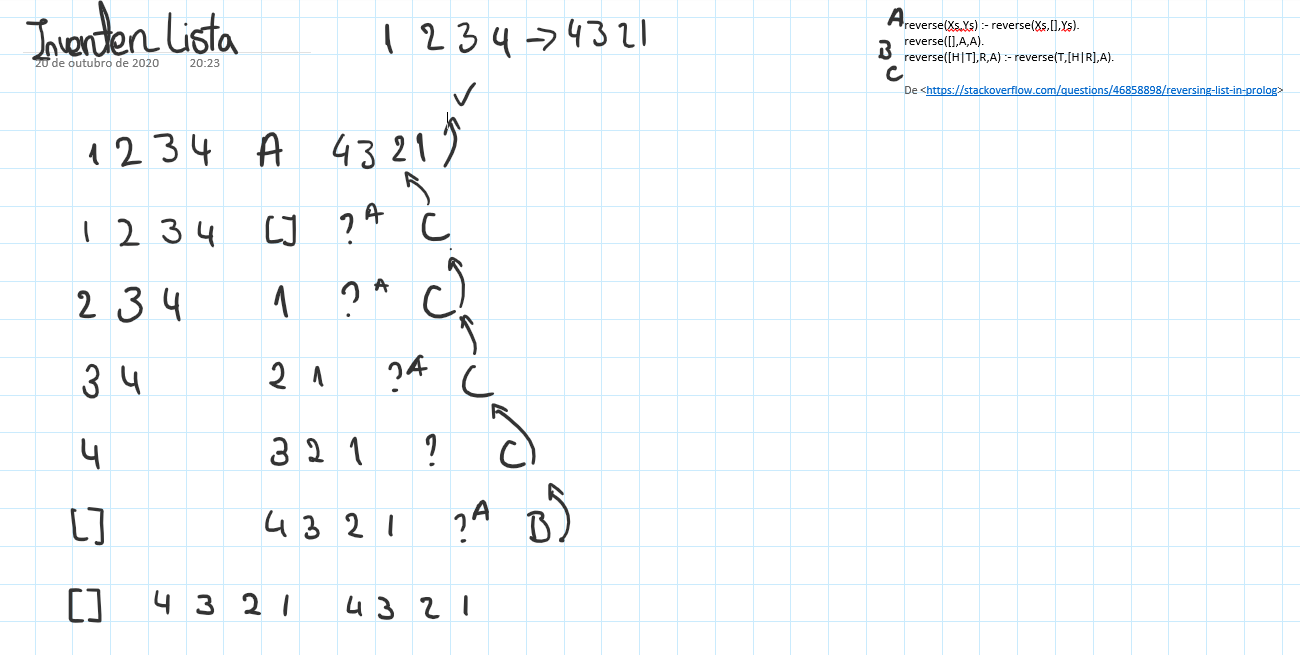 Inverter Lista
1 2 3 4 → 4 3 2 1
20 de outubro de 2020 20:23
A reverse(Xs,Ys) :- reverse(Xs,[],Ys).
B reverse([],A,A).
C reverse([H|T],R,A) :- reverse(T,[H|R],A).
De <https://stackoverflow.com/questions/46858898/reversing-list-in-prolog>
✓
1 2 3 4 A 4 3 2 1
1 2 3 4 [] ? A C
2 3 4 1 ? A C
3 4 2 1 ? A C
4 3 2 1 ? C
[] 4 3 2 1 ? A B
[] 4 3 2 1 4 3 2 1